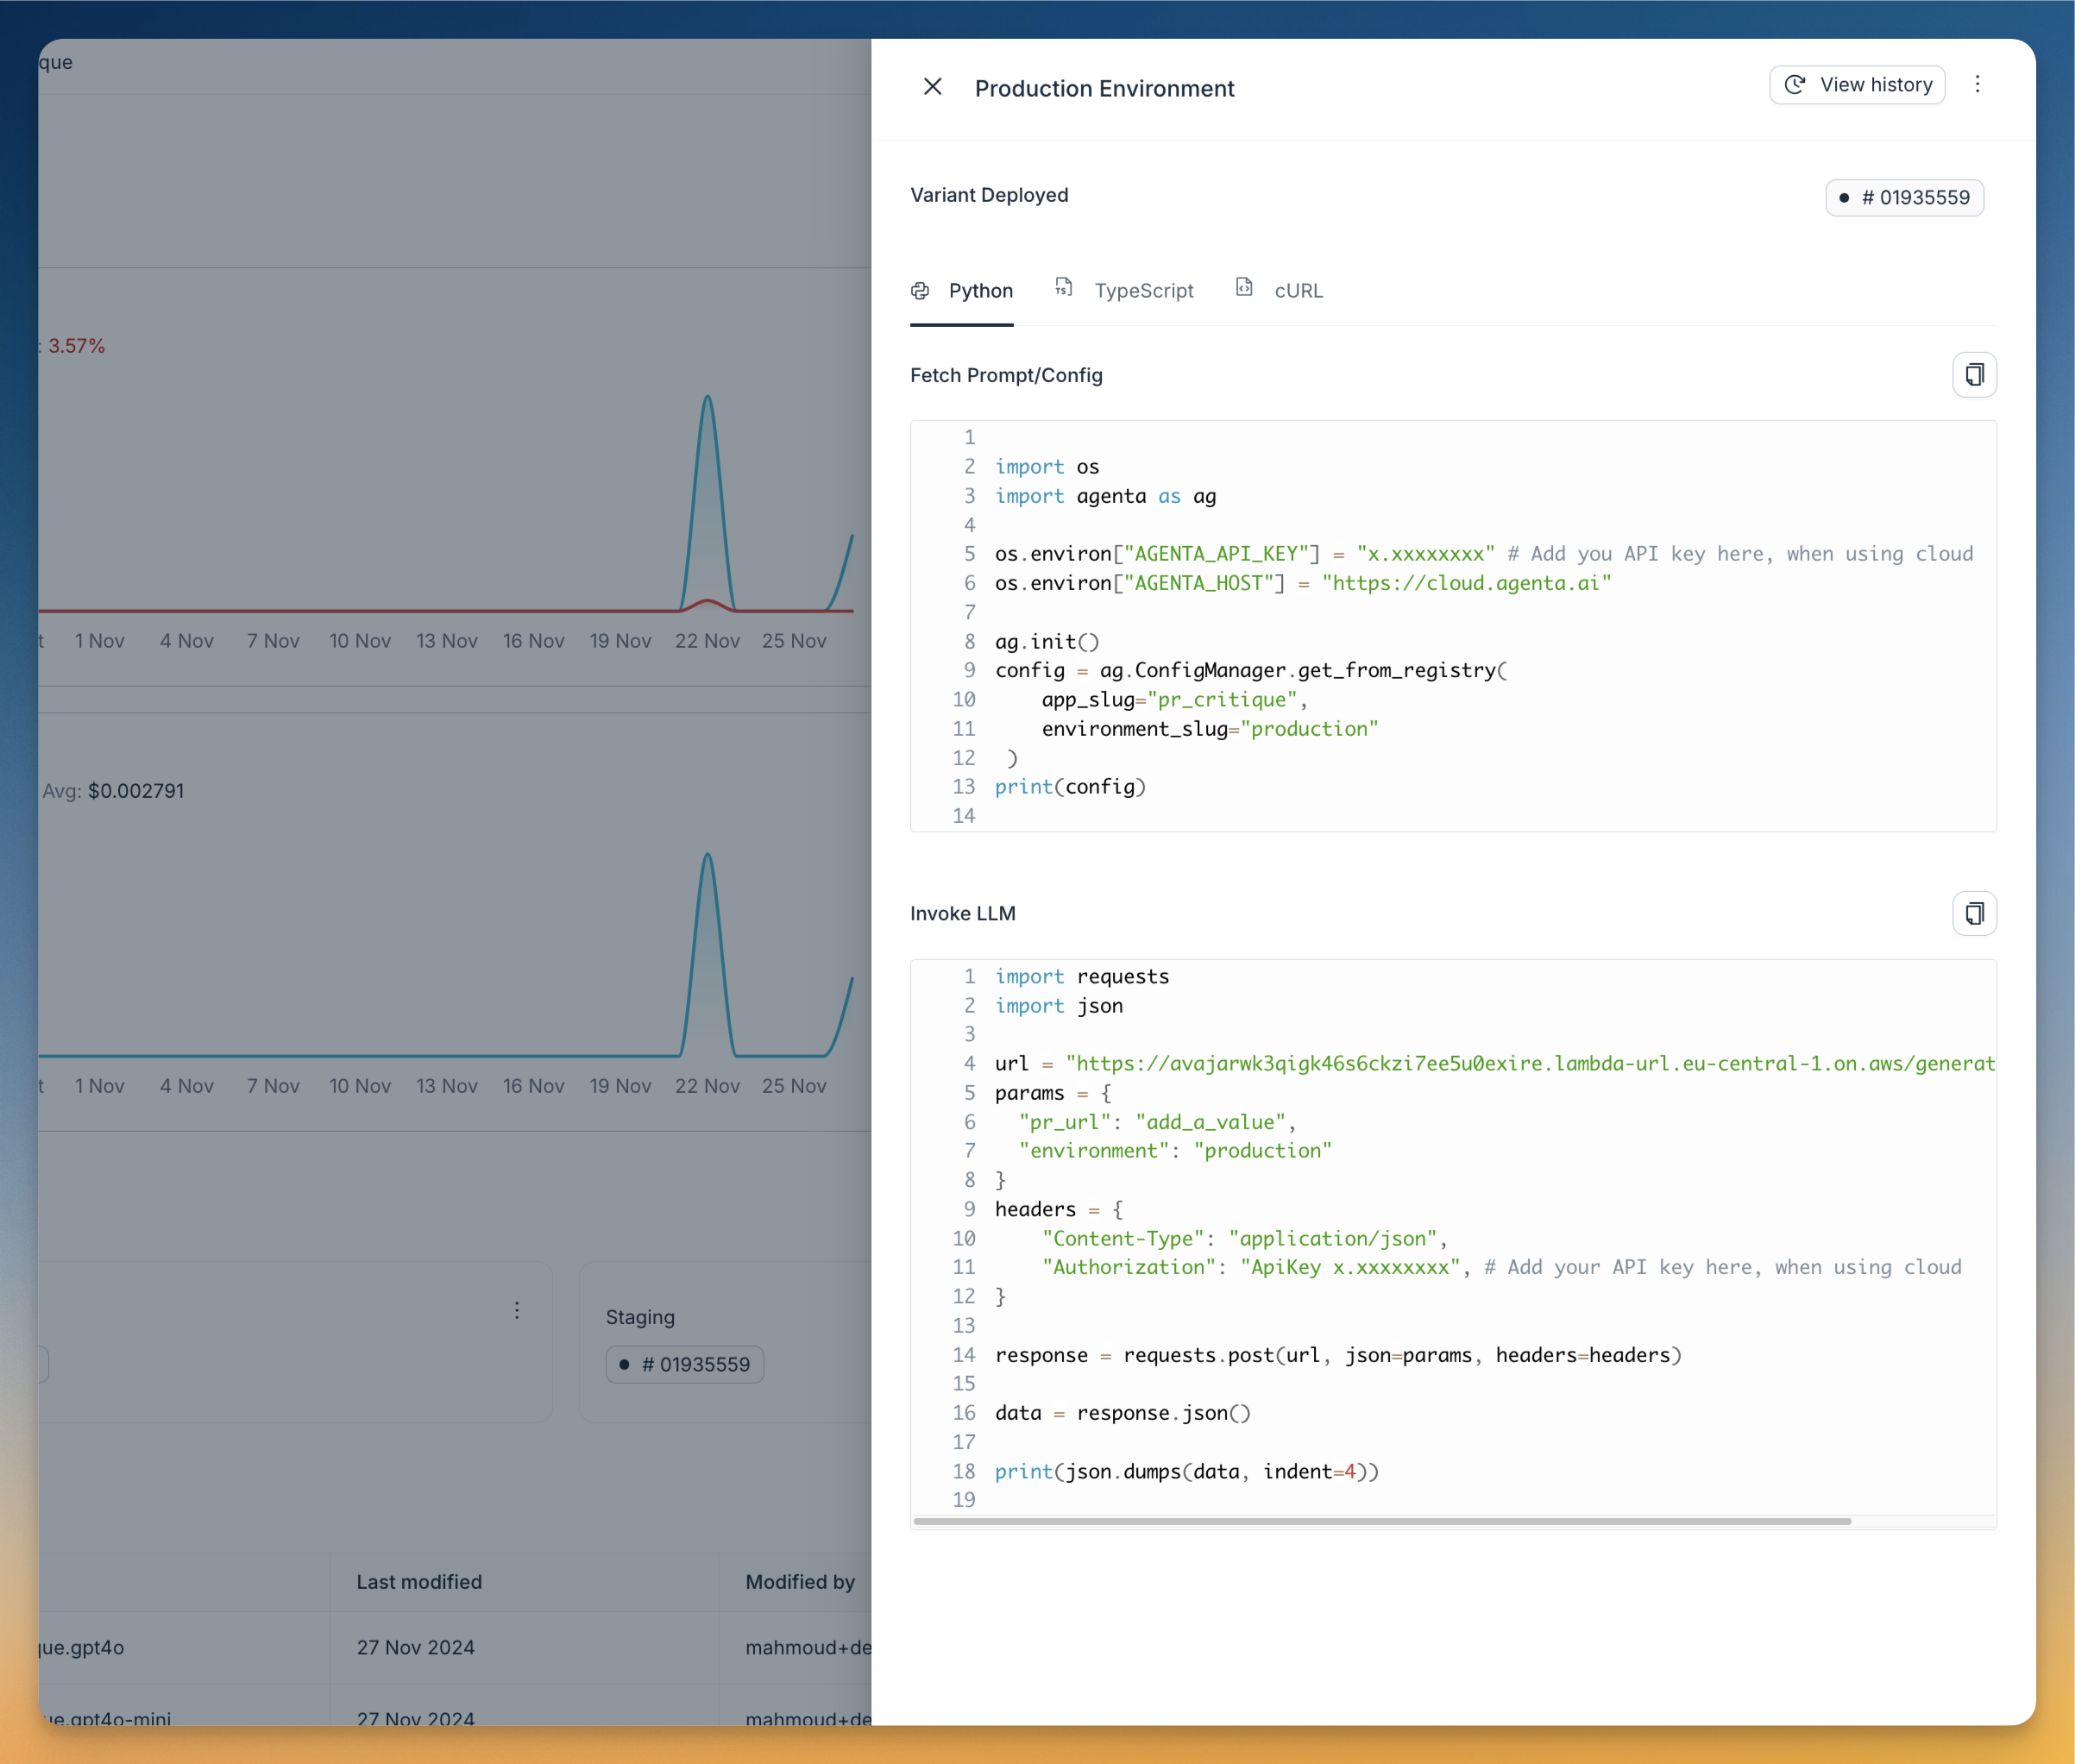 que
: 3.57%
1 Nov 4 Nov 7 Nov 10 Nov 13 Nov 16 Nov 19 Nov 22 Nov 25 Nov
Avg: $0.002791
1 Nov 4 Nov 7 Nov 10 Nov 13 Nov 16 Nov 19 Nov 22 Nov 25 Nov
Staging
# 01935559
Last modified Modified by
que.gpt4o 27 Nov 2024 mahmoud+de
ue.gpt4o-mini 27 Nov 2024 mahmoud+de
Production Environment
View history
Variant Deployed
# 01935559
Python TypeScript cURL
Fetch Prompt/Config
1
2 import os
3 import agenta as ag
4
5 os.environ["AGENTA_API_KEY"] = "x.xxxxxxxx" # Add you API key here, when using cloud
6 os.environ["AGENTA_HOST"] = "https://cloud.agenta.ai"
7
8 ag.init()
9 config = ag.ConfigManager.get_from_registry(
10 app_slug="pr_critique",
11 environment_slug="production"
12 )
13 print(config)
14
Invoke LLM
1 import requests
2 import json
3
4 url = "https://avajarwk3qigk46s6ckzi7ee5u0exire.lambda-url.eu-central-1.on.aws/generat
5 params = {
6 "pr_url": "add_a_value",
7 "environment": "production"
8 }
9 headers = {
10 "Content-Type": "application/json",
11 "Authorization": "ApiKey x.xxxxxxxx", # Add your API key here, when using cloud
12 }
13
14 response = requests.post(url, json=params, headers=headers)
15
16 data = response.json()
17
18 print(json.dumps(data, indent=4))
19